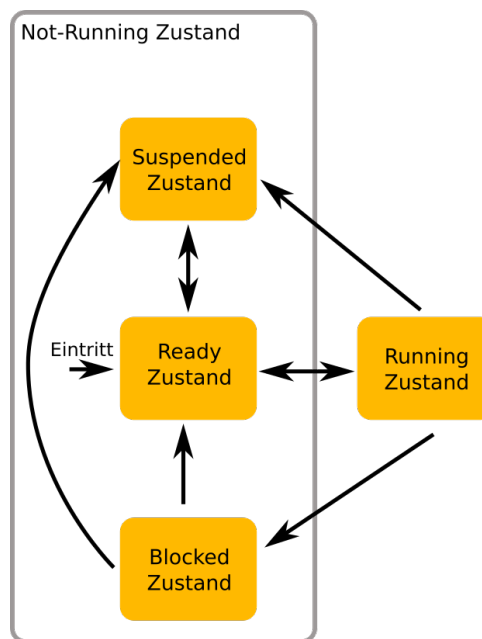 Not-Running Zustand
Suspended
Zustand
Eintritt
Ready
Zustand
Running
Zustand
Blocked
Zustand